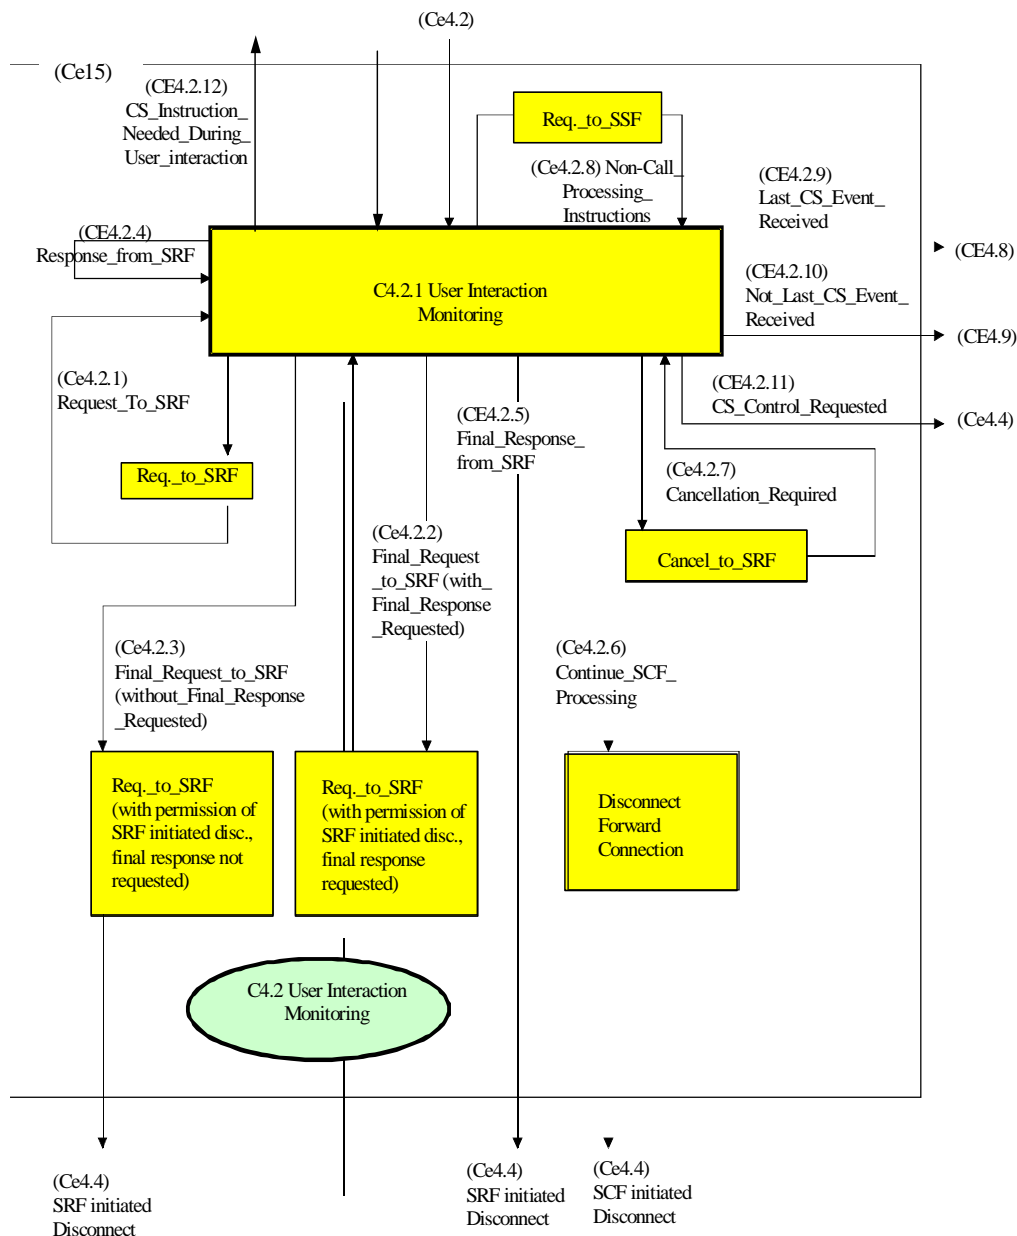 (Ce4.2)
(Ce15)
(CE4.2.12)
CS_Instruction_
Needed_During_
User_interaction
Req._to_SSF
(Ce4.2.8) Non-Call_
Processing_
Instructions
(CE4.2.9)
Last_CS_Event_
Received
(CE4.8)
(CE4.2.4)
Response_from_SRF
C4.2.1 User Interaction
Monitoring
(CE4.2.10)
Not_Last_CS_Event_
Received
(CE4.9)
(Ce4.2.1)
Request_To_SRF
(CE4.2.5)
Final_Response_
from_SRF
(CE4.2.11)
CS_Control_Requested
(Ce4.4)
Req._to_SRF
(Ce4.2.7)
Cancellation_Required
(Ce4.2.2)
Final_Request
_to_SRF (with_
Final_Response
_Requested)
Cancel_to_SRF
(Ce4.2.3)
Final_Request_to_SRF
(without_Final_Response
_Requested)
(Ce4.2.6)
Continue_SCF_
Processing
Req._to_SRF
(with permission of
SRF initiated disc.,
final response not
requested)
Req._to_SRF
(with permission of
SRF initiated disc.,
final response
requested)
Disconnect
Forward
Connection
C4.2 User Interaction
Monitoring
(Ce4.4)
SRF initiated
Disconnect
(Ce4.4)
SRF initiated
Disconnect
(Ce4.4)
SCF initiated
Disconnect